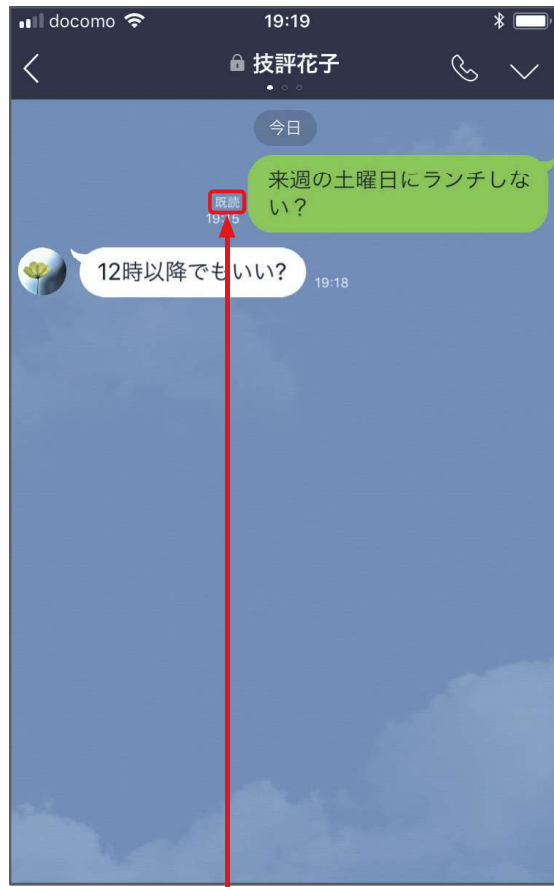 docomo 19:19
技評花子
今日
来週の土曜日にランチしな
い？
既読
19:15
12時以降でもいい?
19:18